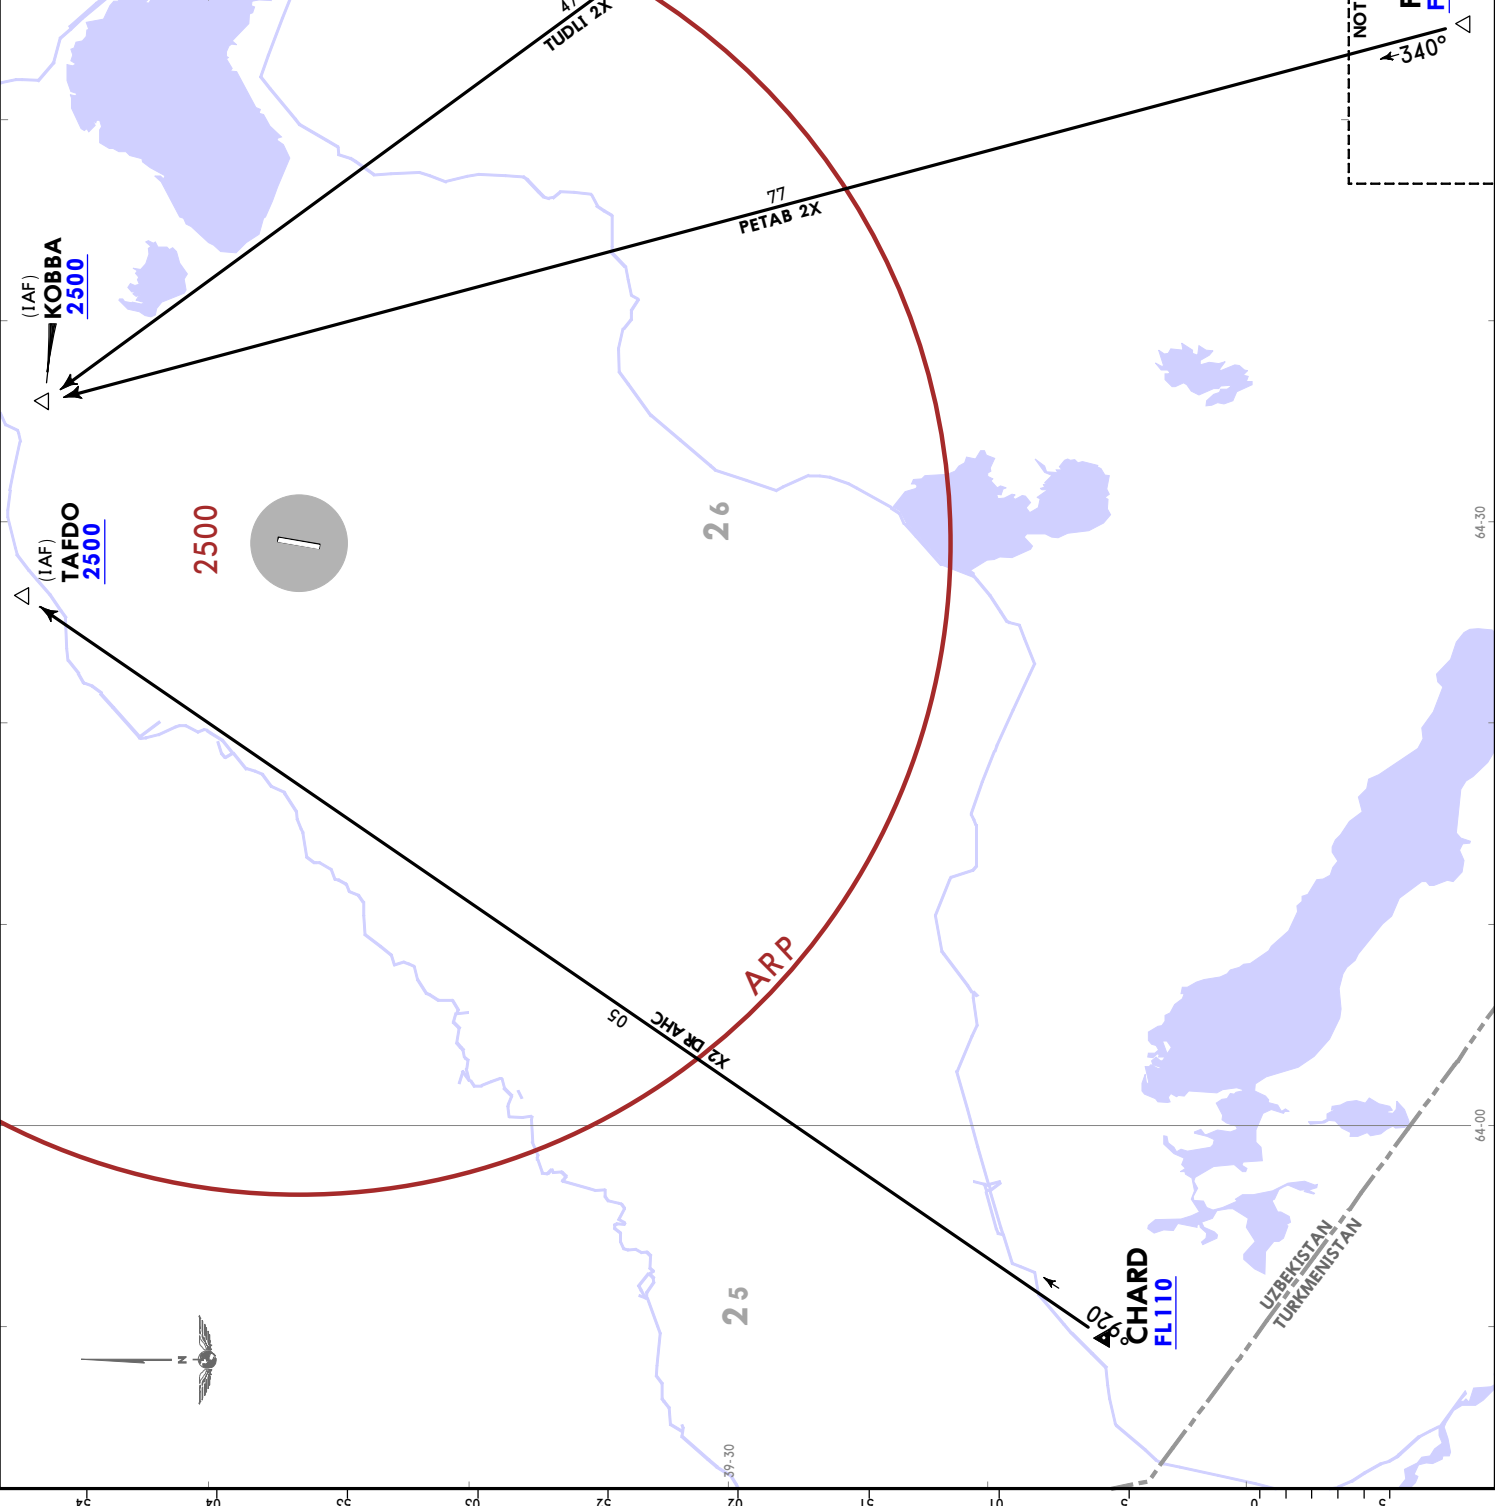 47
TUDLI 2X
NOT
340°
77
PETAB 2X
(IAF)
KOBBA
2500
(IAF)
TAFDO
2500
2500
26
64-30
ARP
05
X2 DR AHC
64-00
UZBEKISTAN
TURKMENISTAN
CHARD
FL110
25
N
39-30